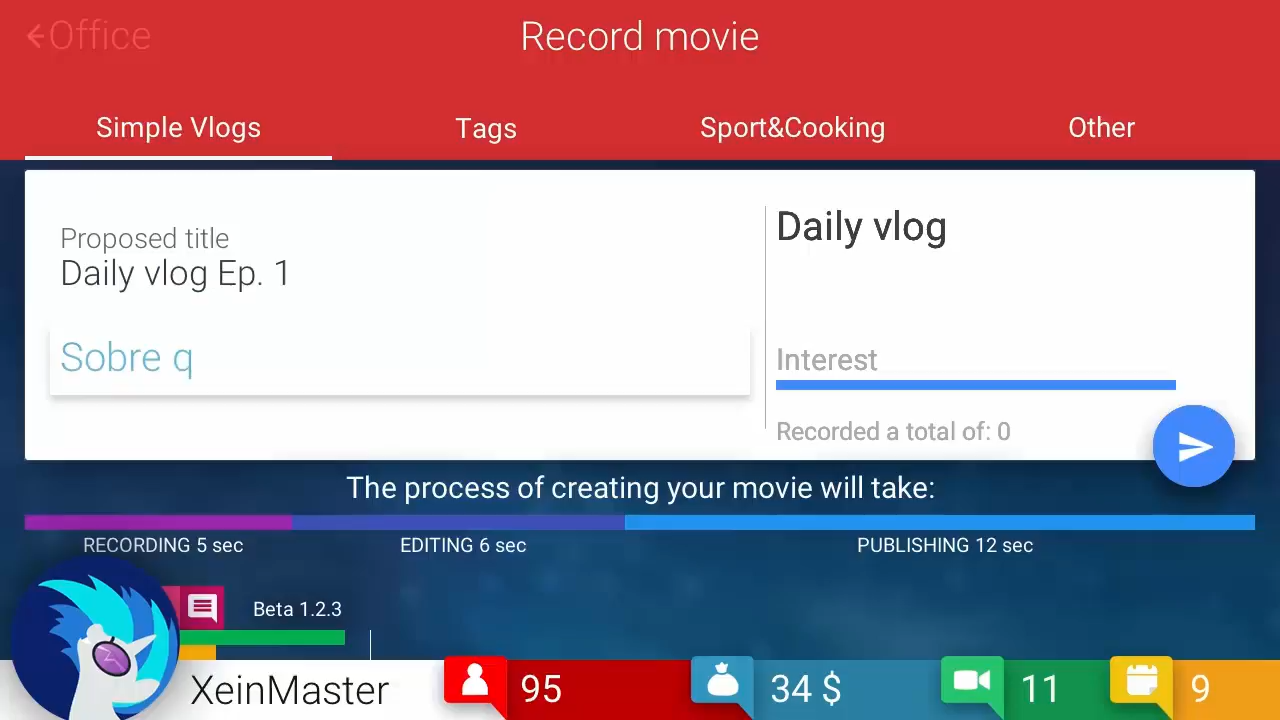 Office
Record movie
Simple Vlogs
Tags
Sport&Cooking
Other
Proposed title
Daily vlog Ep. 1
Sobre q
Daily vlog
Interest
Recorded a total of: 0
The process of creating your movie will take:
RECORDING 5 sec
EDITING 6 sec
PUBLISHING 12 sec
Beta 1.2.3
XeinMaster
95
34 $
11
9